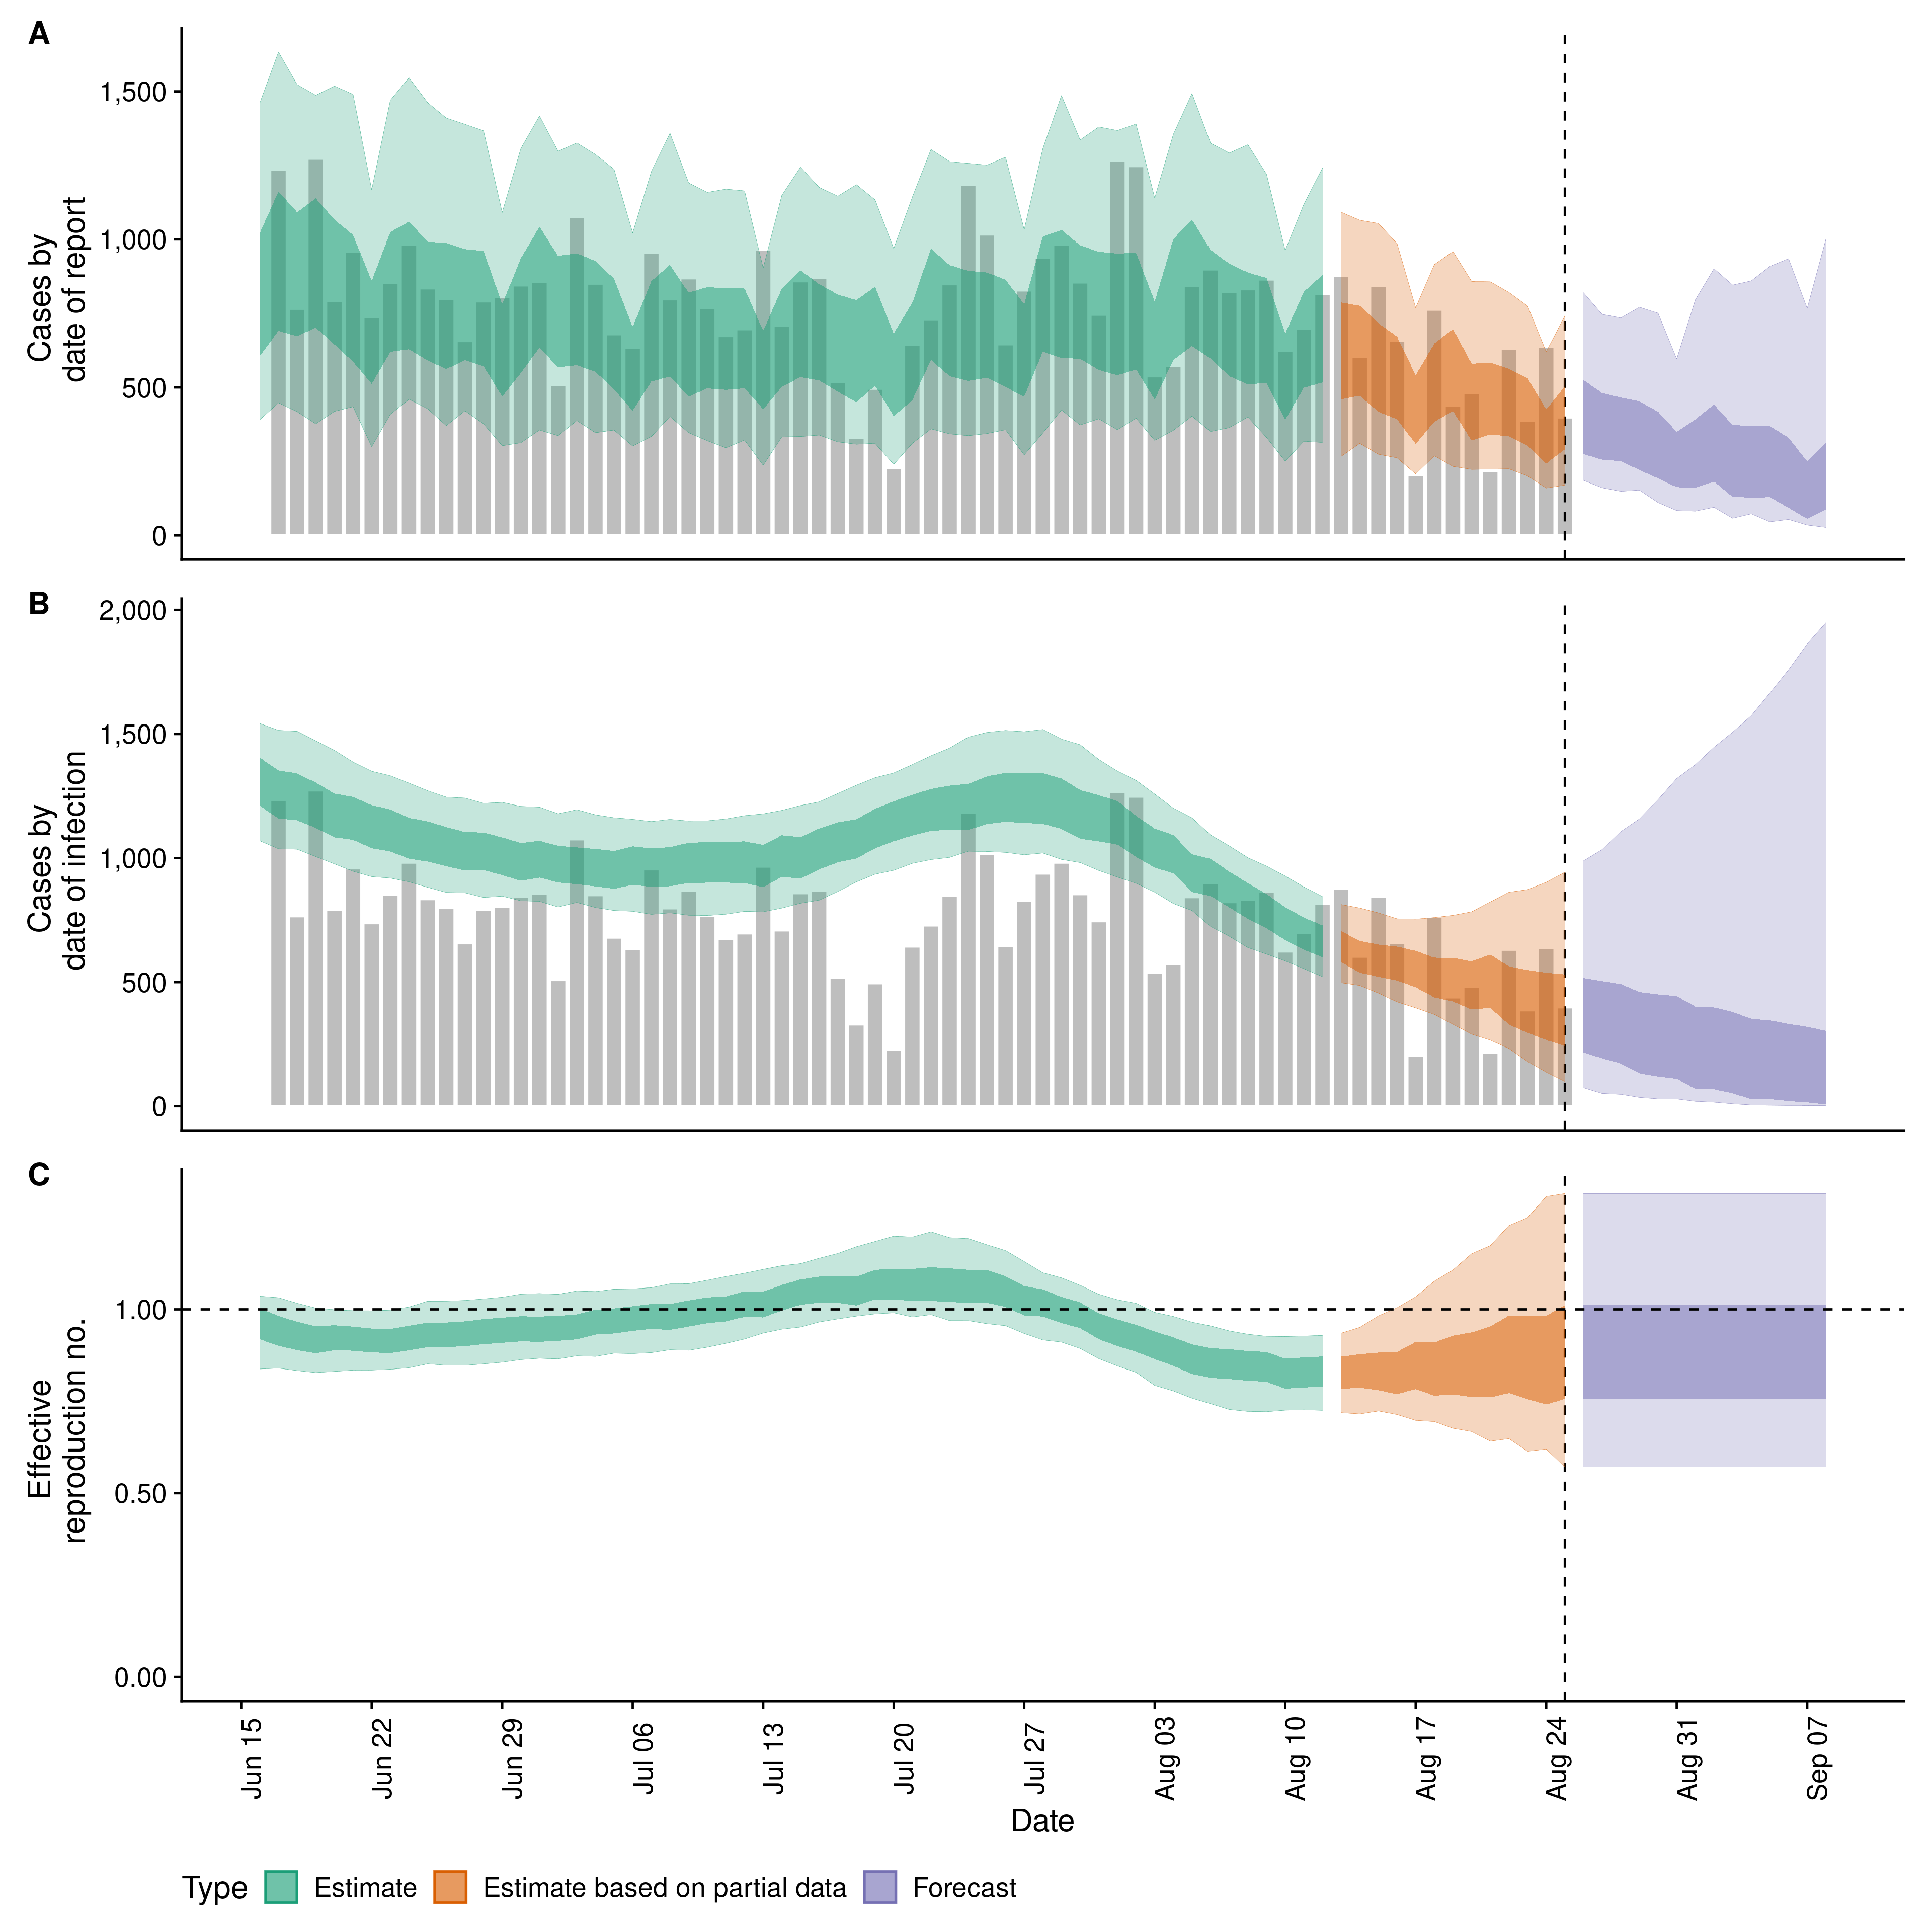 A
Cases by
date of report
1,500
1,000
500
0
B
Cases by
date of infection
2,000
1,500
1,000
500
0
C
Effective
reproduction no.
1.00
0.50
0.00
Jun 15
Jun 22
Jun 29
Jul 06
Jul 13
Jul 20
Jul 27
Aug 03
Aug 10
Aug 17
Aug 24
Aug 31
Sep 07
Date
Type Estimate Estimate based on partial data Forecast